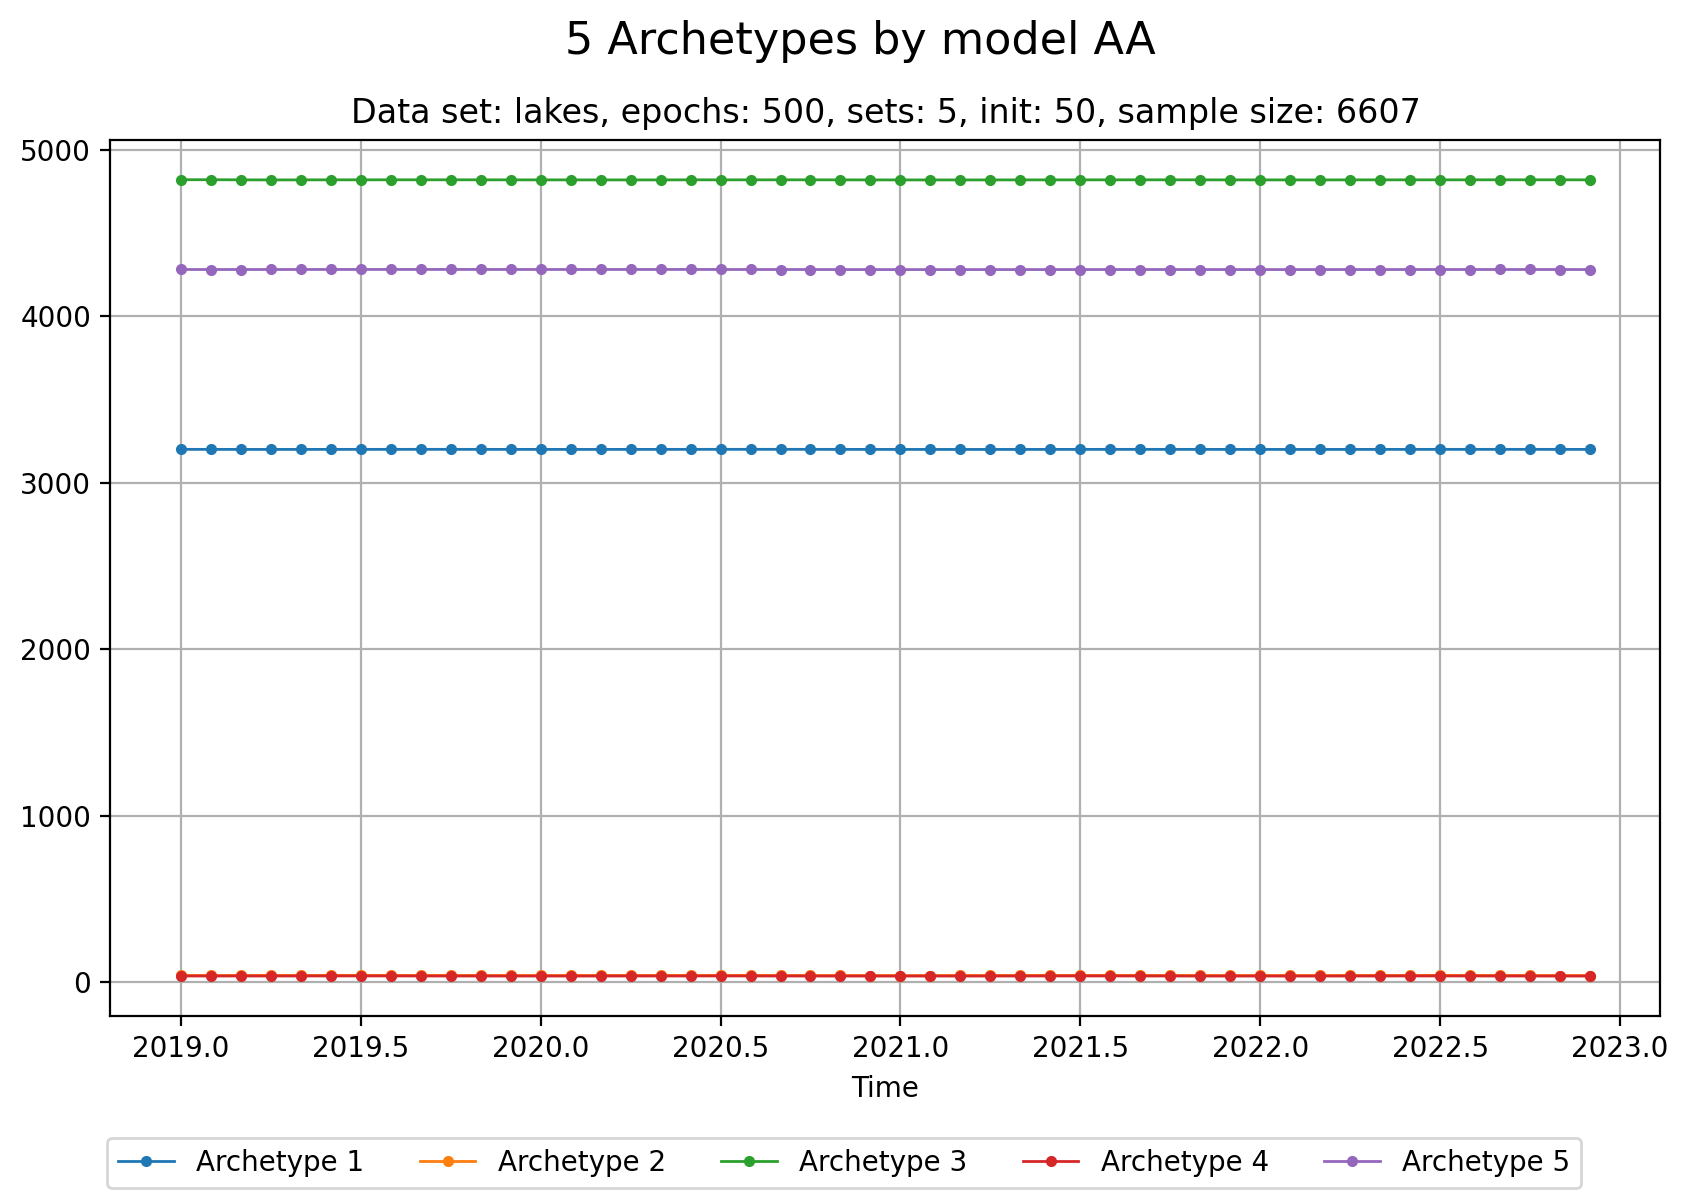 5 Archetypes by model AA
Data set: lakes, epochs: 500, sets: 5, init: 50, sample size: 6607
5000
4000
3000
2000
1000
0
2019.0 2019.5 2020.0 2020.5 2021.0 2021.5 2022.0 2022.5 2023.0
Time
Archetype 1 Archetype 2 Archetype 3 Archetype 4 Archetype 5